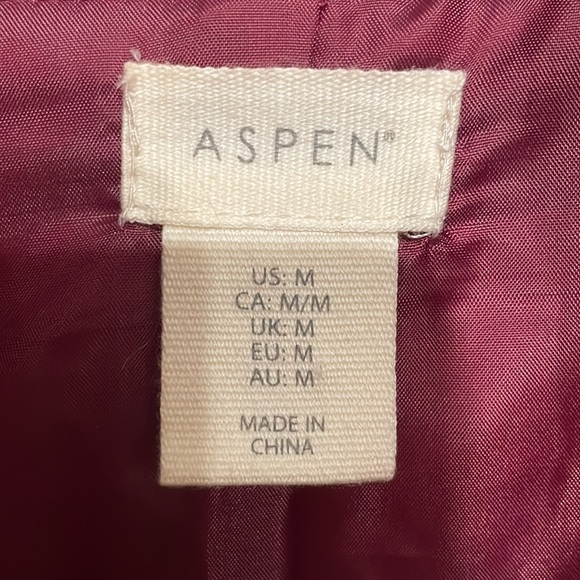 ASPEN®
US: M
CA: M/M
UK: M
EU: M
AU: M
MADE IN
CHINA